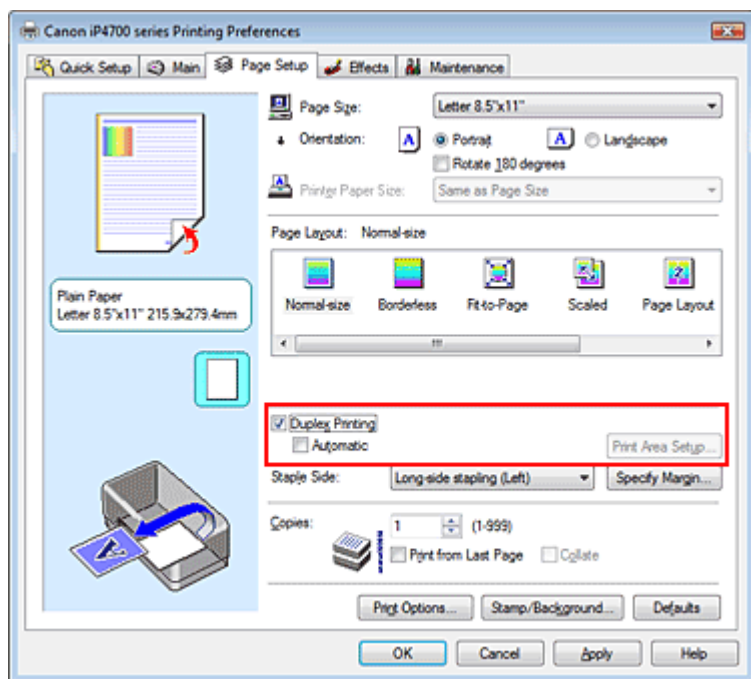 Canon iP4700 series Printing Preferences
Quick Setup Main Page Setup Effects Maintenance
Page Size: Letter 8.5"x11"
Orientation: A Portrait A Landscape
Rotate 180 degrees
Printer Paper Size: Same as Page Size
Page Layout: Normal-size
Normal-size Borderless Fit-to-Page Scaled Page Layout
Plain Paper
Letter 8.5"x11" 215.9x279.4mm
Duplex Printing
Automatic Print Area Setup...
Staple Side: Long-side stapling (Left) Specify Margin...
Copies: 1 (1-999)
Print from Last Page Collate
Print Options... Stamp/Background... Defaults
OK Cancel Apply Help